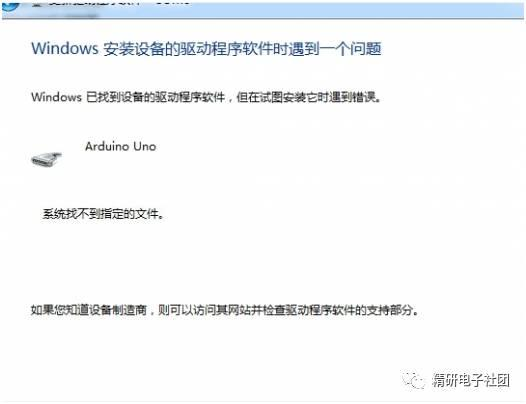 Windows 安装设备的驱动程序软件时遇到一个问题
Windows 已找到设备的驱动程序软件，但在试图安装它时遇到错误。
Arduino Uno
系统找不到指定的文件。
如果您知道设备制造商，则可以访问其网站并检查驱动程序软件的支持部分。
精研电子社团